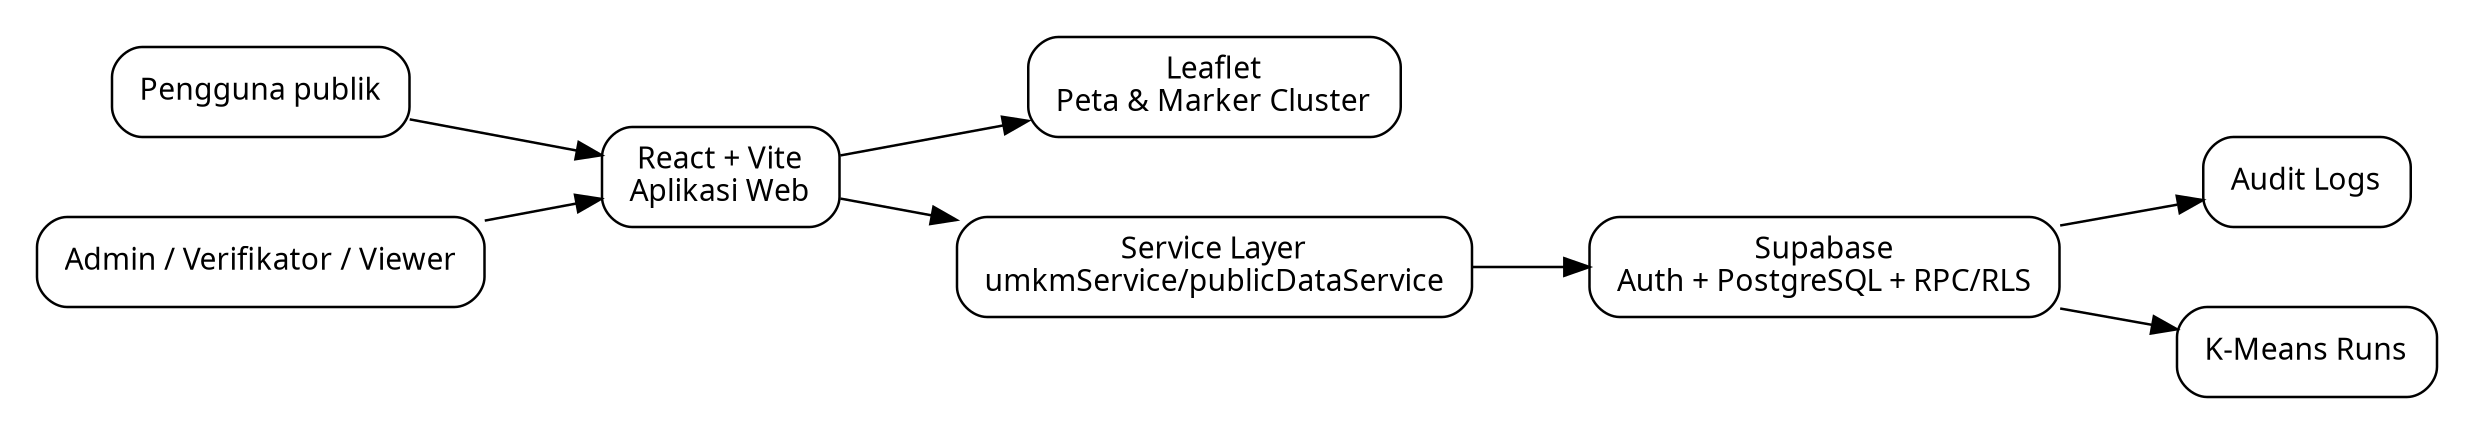 Pengguna publik
Admin / Verifikator / Viewer
React + Vite
Aplikasi Web
Leaflet
Peta & Marker Cluster
Service Layer
umkmService/publicDataService
Supabase
Auth + PostgreSQL + RPC/RLS
Audit Logs
K-Means Runs